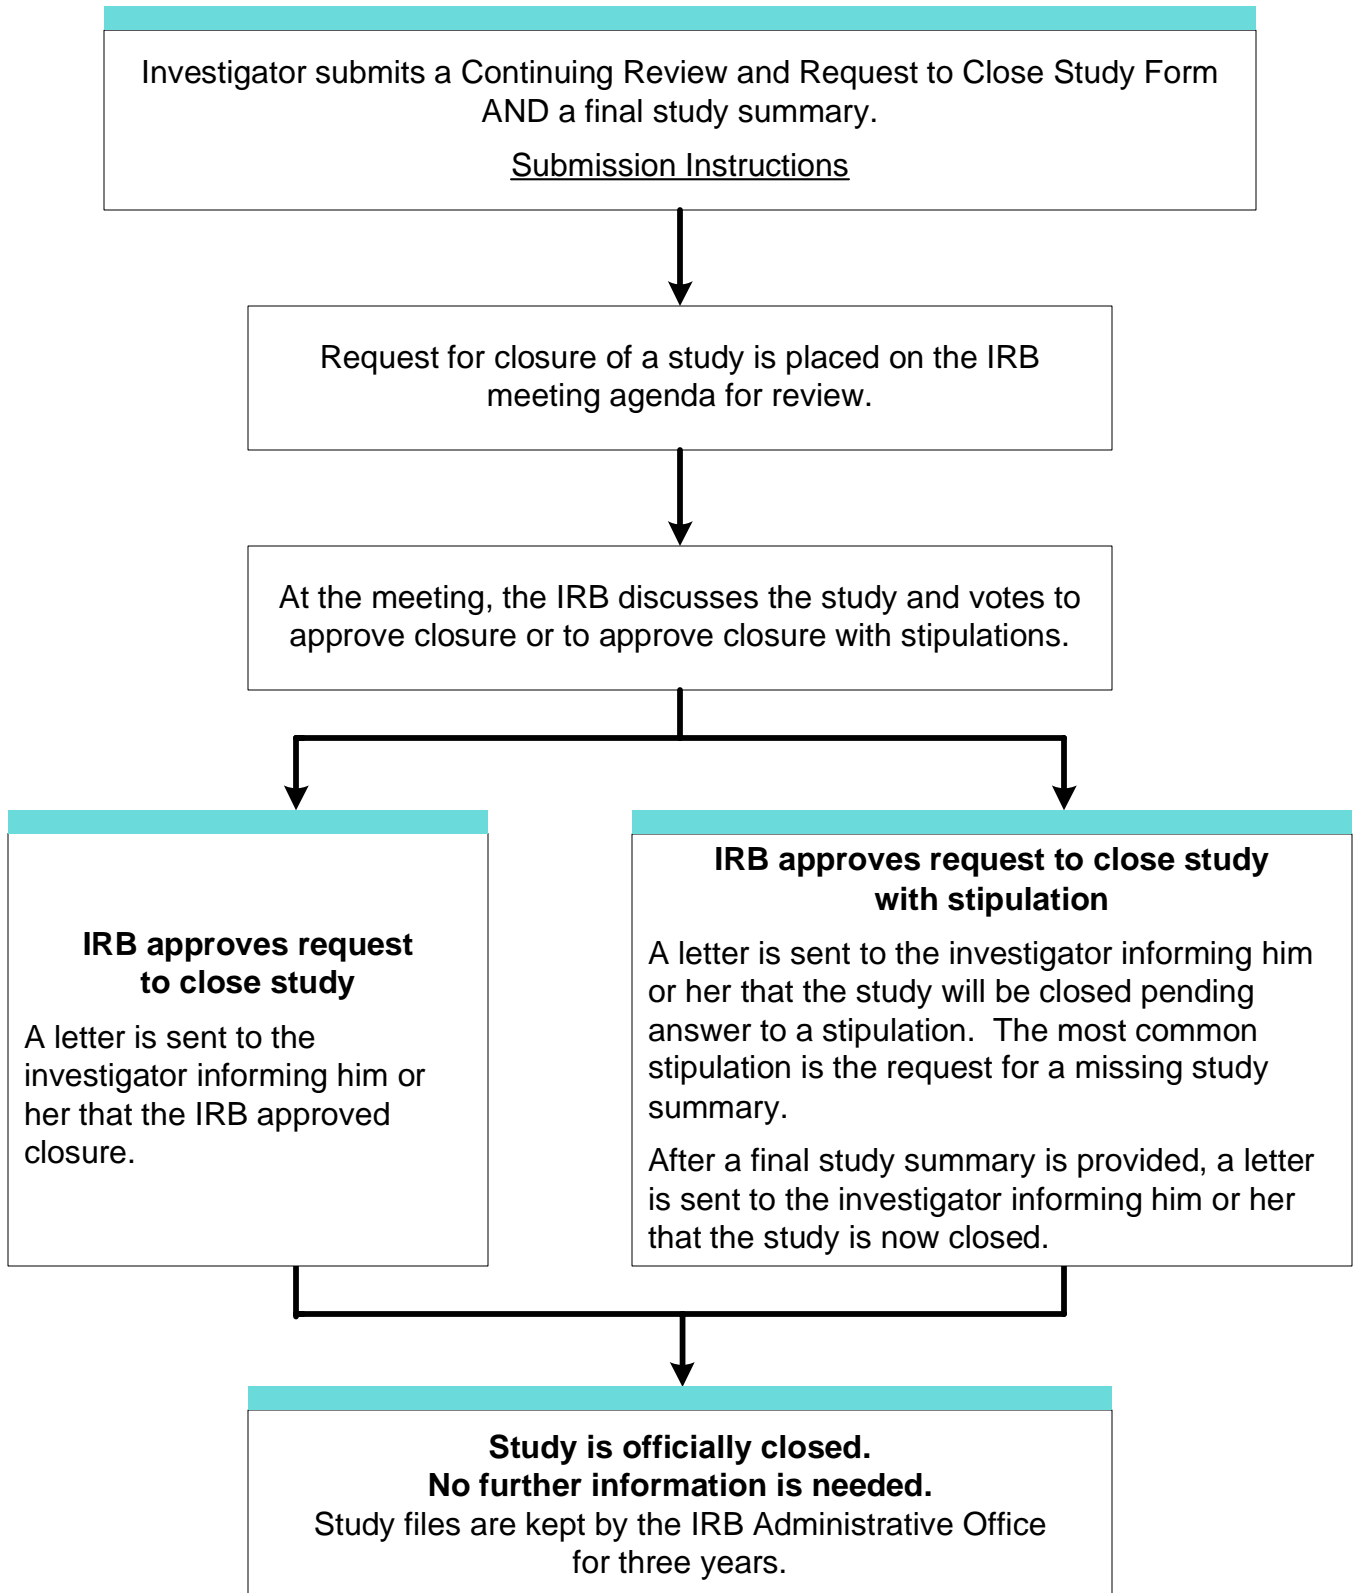 Investigator submits a Continuing Review and Request to Close Study Form
AND a final study summary.
Submission Instructions
Request for closure of a study is placed on the IRB
meeting agenda for review.
At the meeting, the IRB discusses the study and votes to
approve closure or to approve closure with stipulations.
IRB approves request
to close study
A letter is sent to the
investigator informing him or
her that the IRB approved
closure.
IRB approves request to close study
with stipulation
A letter is sent to the investigator informing him
or her that the study will be closed pending
answer to a stipulation.  The most common
stipulation is the request for a missing study
summary.
After a final study summary is provided, a letter
is sent to the investigator informing him or her
that the study is now closed.
Study is officially closed.
No further information is needed.
Study files are kept by the IRB Administrative Office
for three years.